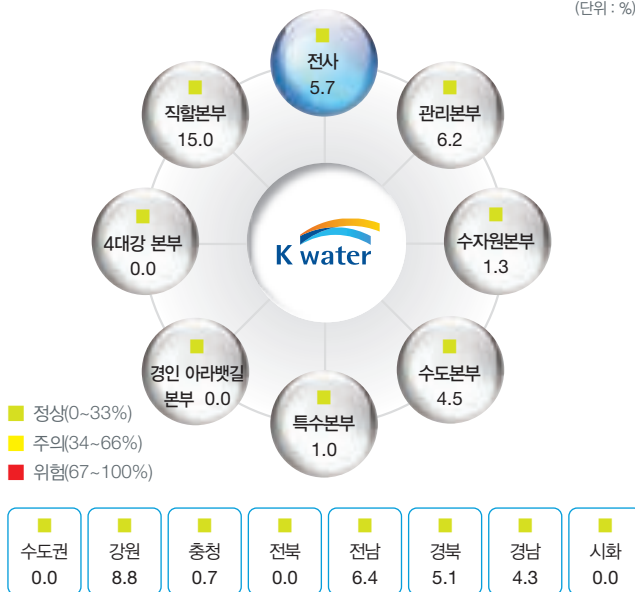 (단위 : %)
전사
5.7
직할본부
15.0
관리본부
6.2
4대강 본부
0.0
K water
수자원본부
1.3
경인 아라뱃길
본부 0.0
수도본부
4.5
특수본부
1.0
정상(0~33%)
주의(34~66%)
위험(67~100%)
수도권
0.0
강원
8.8
충청
0.7
전북
0.0
전남
6.4
경북
5.1
경남
4.3
시화
0.0